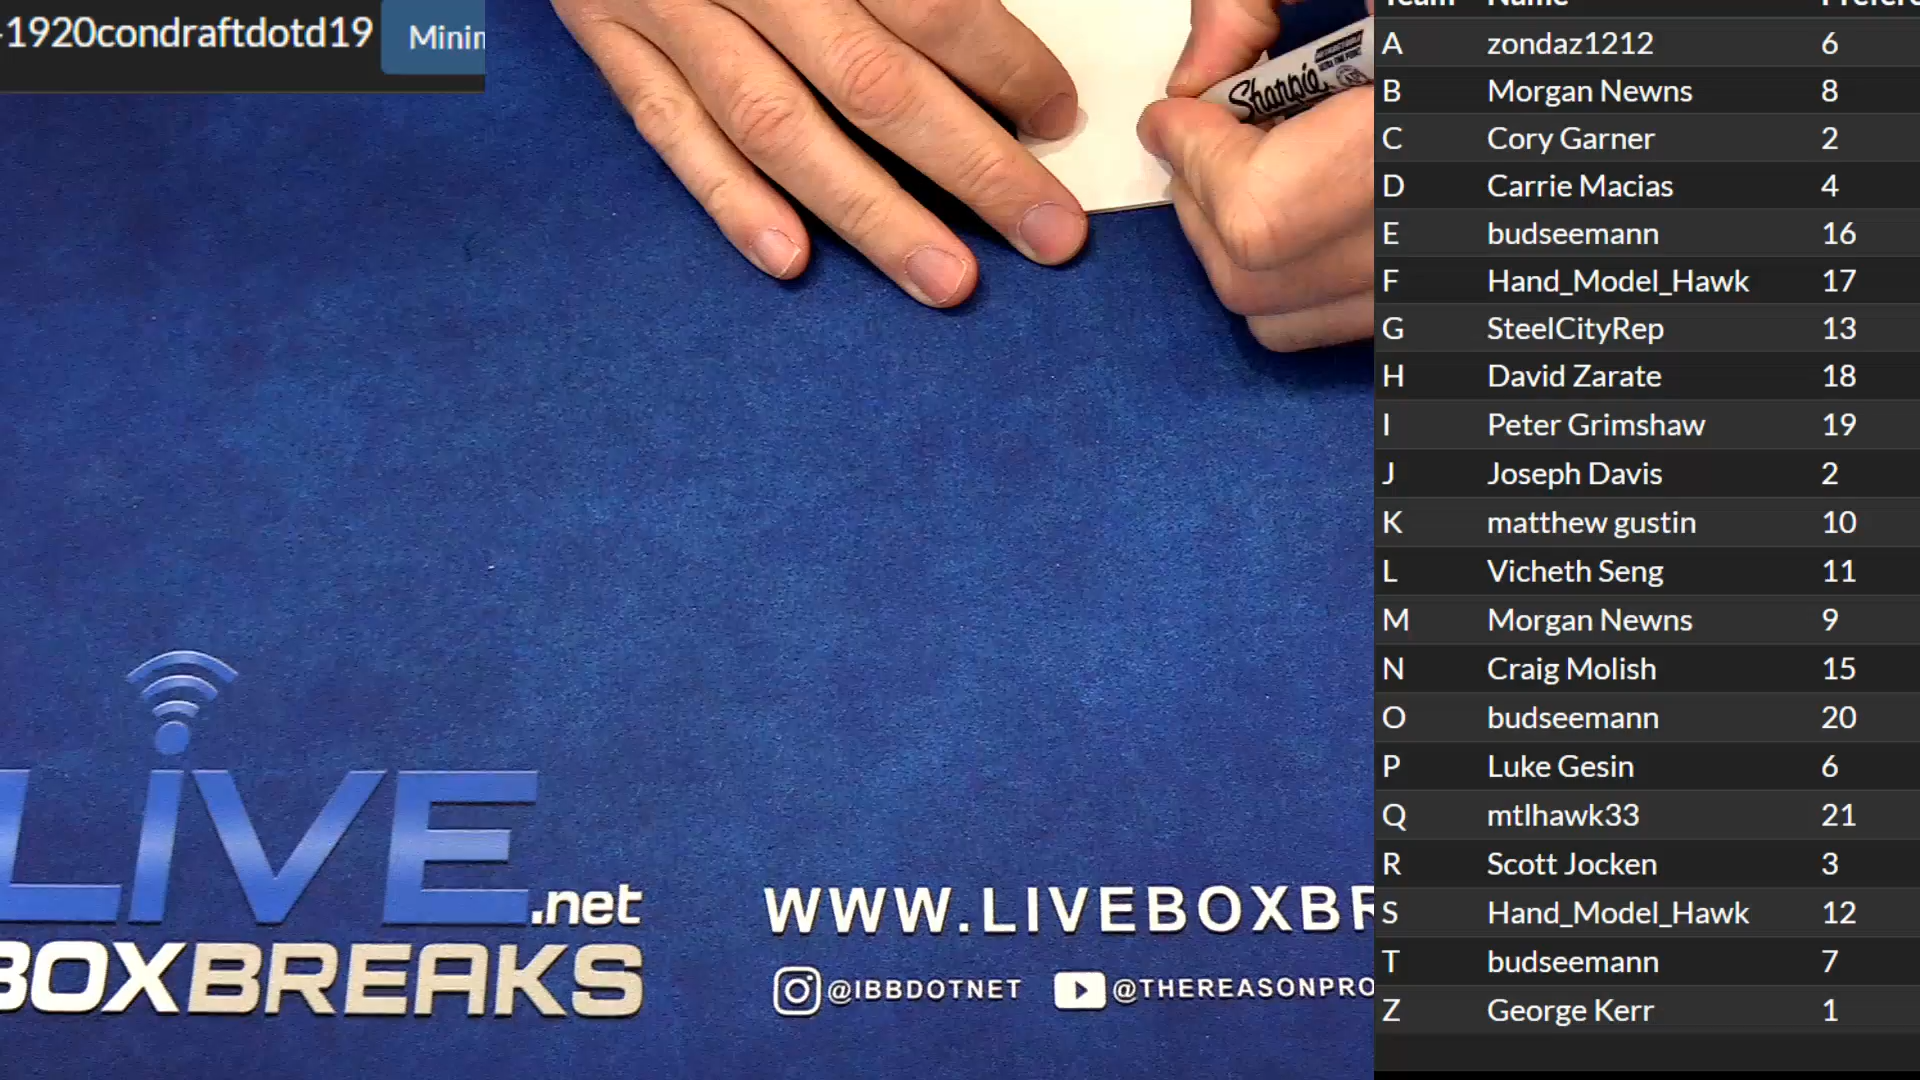 -1920condraftdotd19 Minin
Team Name Prefere
A zondaz1212 6
B Morgan Newns 8
C Cory Garner 2
D Carrie Macias 4
E budseemann 16
F Hand_Model_Hawk 17
G SteelCityRep 13
H David Zarate 18
I Peter Grimshaw 19
J Joseph Davis 2
K matthew gustin 10
L Vicheth Seng 11
M Morgan Newns 9
N Craig Molish 15
O budseemann 20
P Luke Gesin 6
Q mtlhawk33 21
R Scott Jocken 3
S Hand_Model_Hawk 12
T budseemann 7
Z George Kerr 1
Sharpie
LIVE.net
BOXBREAKS
WWW.LIVEBOXBR
@IBBDOTNET @THEREASONPRO